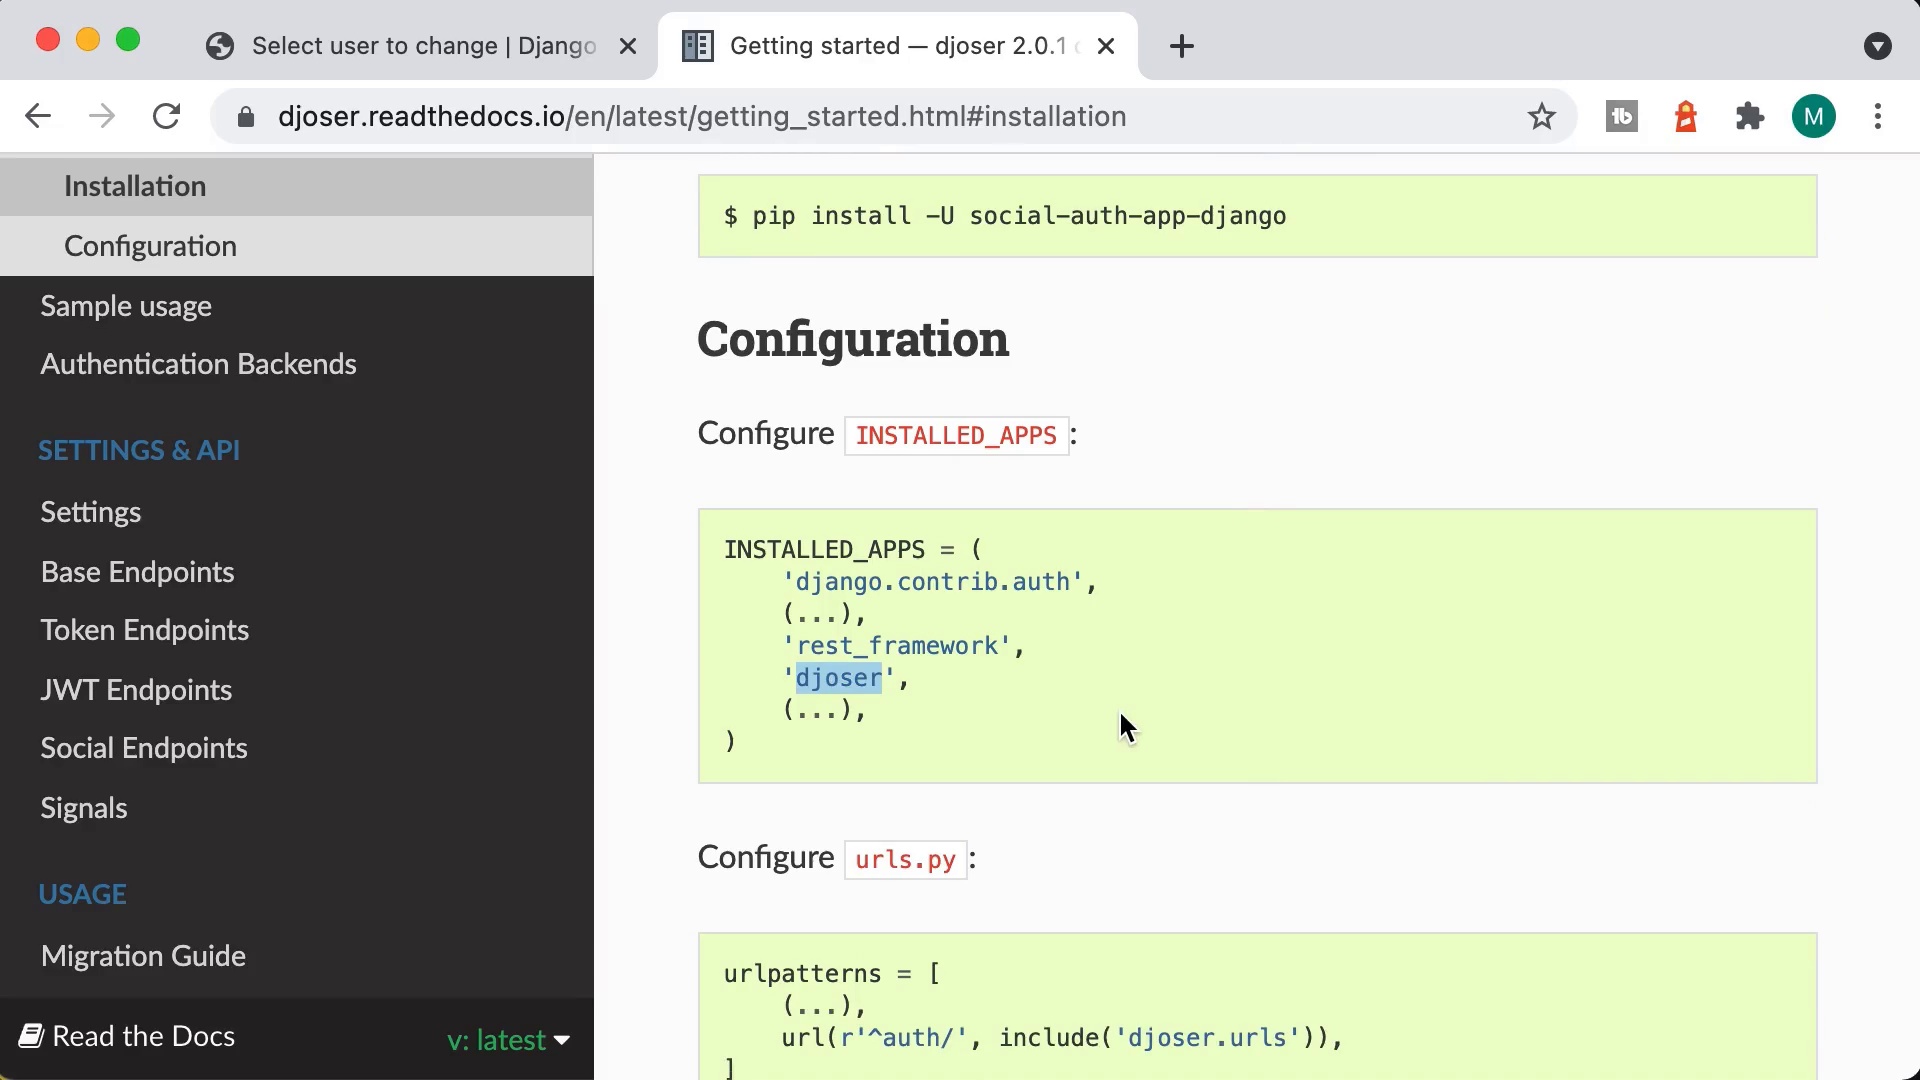 Select user to change | Django
Getting started — djoser 2.0.1
djoser.readthedocs.io/en/latest/getting_started.html#installation
tb
M
Installation
Configuration
Sample usage
Authentication Backends
SETTINGS & API
Settings
Base Endpoints
Token Endpoints
JWT Endpoints
Social Endpoints
Signals
USAGE
Migration Guide
Read the Docs
v: latest
$ pip install -U social-auth-app-django
Configuration
Configure INSTALLED_APPS:
INSTALLED_APPS = (
'django.contrib.auth',
(...),
'rest_framework',
'djoser',
(...),
)
Configure urls.py:
urlpatterns = [
(...),
url(r'^auth/', include('djoser.urls')),
]